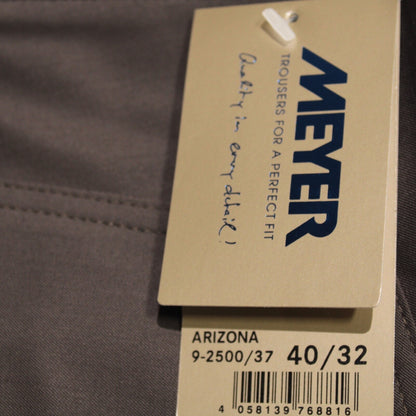 MEYER
TROUSERS FOR A PERFECT FIT
Quality in every detail!
ARIZONA
9-2500/37 40/32
4 058139 768816